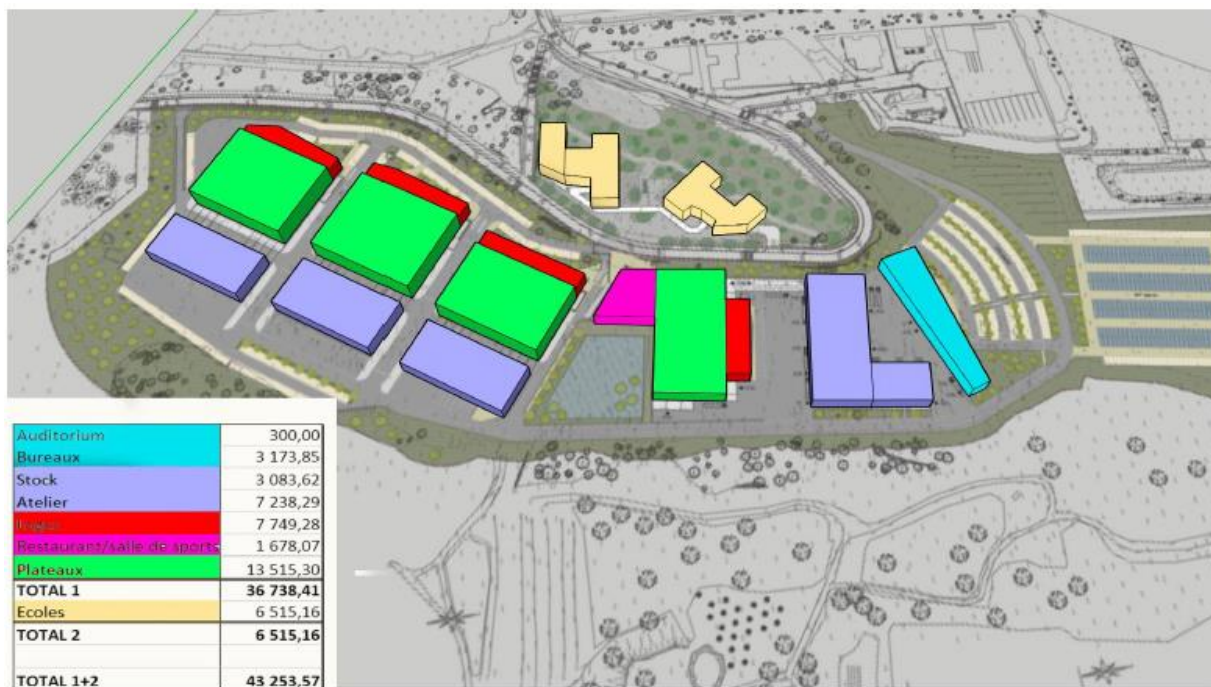 Auditorium 300,00
Bureaux 3 173,85
Stock 3 083,62
Atelier 7 238,29
Loges 7 749,28
Restaurant/salle de sports 1 678,07
Plateaux 13 515,30
TOTAL 1 36 738,41
Ecoles 6 515,16
TOTAL 2 6 515,16
TOTAL 1+2 43 253,57